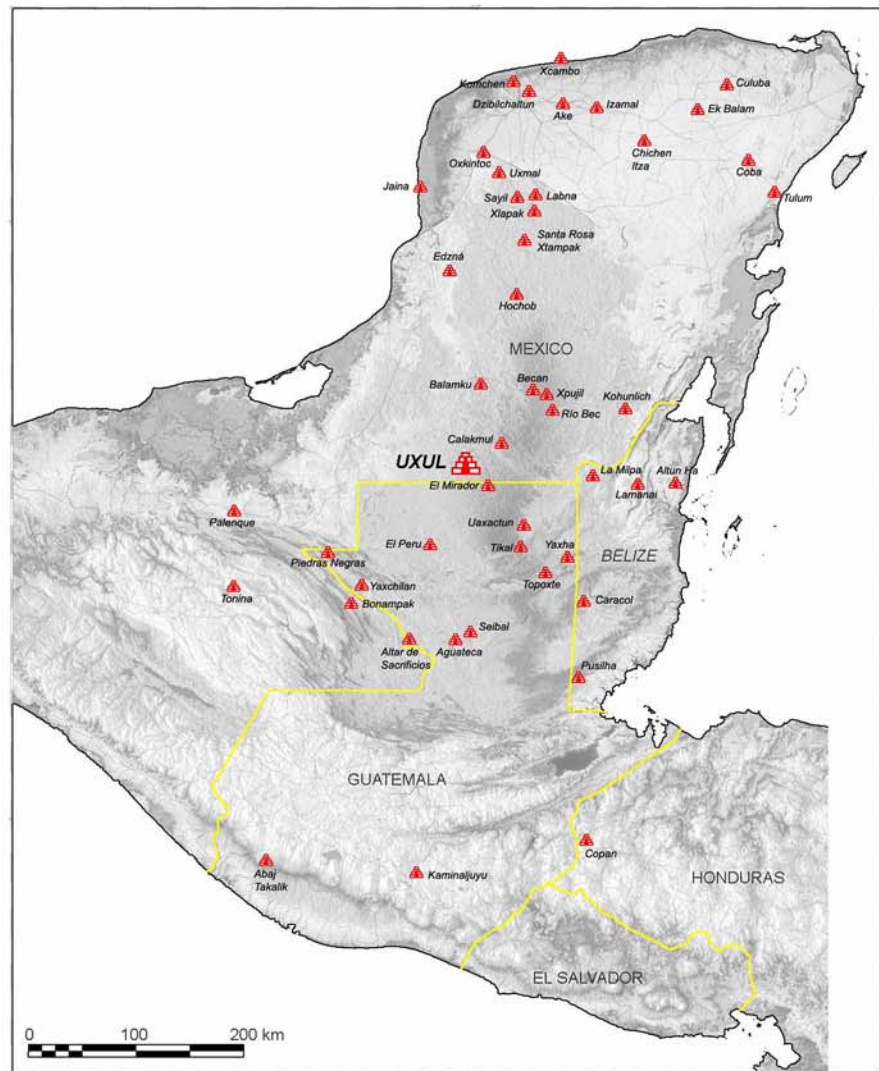 Xcambo
Komchen
Culuba
Dzibilchaltun
Izamal
Ake
Ek Balam
Chichen
Itza
Oxkintoc
Coba
Uxmal
Jaina
Sayil
Labna
Tulum
Xlapak
Santa Rosa
Xtampak
Edzná
Hochob
MEXICO
Balamku
Becan
Xpujil
Kohunlich
Río Bec
Calakmul
UXUL
La Milpa
Altun Ha
El Mirador
Lamanai
Palenque
Uaxactun
El Peru
Tikal
Yaxha
BELIZE
Piedras Negras
Topoxte
Tonina
Yaxchilan
Bonampak
Caracol
Seibal
Altar de
Sacrificios
Aguateca
Pusilha
GUATEMALA
Copan
Abaj
Takalik
Kaminaljuyu
HONDURAS
EL SALVADOR
0 100 200 km